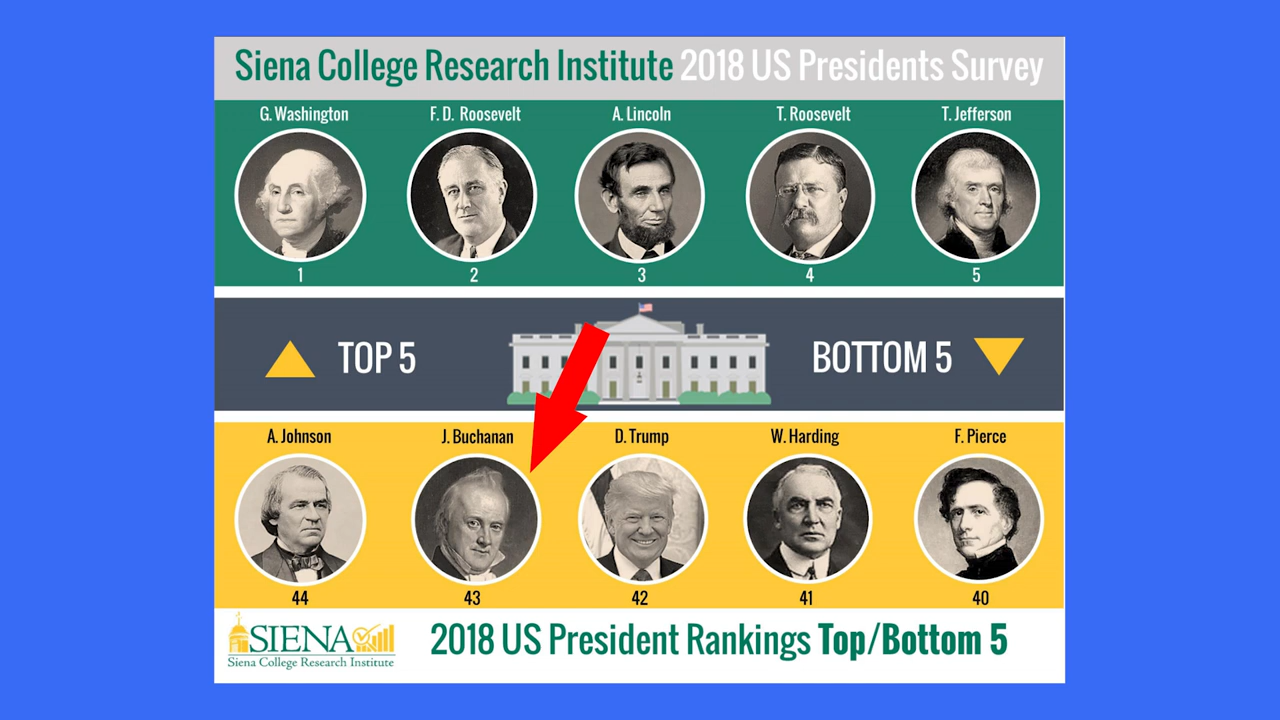 Siena College Research Institute 2018 US Presidents Survey
G. Washington F. D. Roosevelt A. Lincoln T. Roosevelt T. Jefferson
1 2 3 4 5
TOP 5 BOTTOM 5
A. Johnson J. Buchanan D. Trump W. Harding F. Pierce
44 43 42 41 40
SIENA
Siena College Research Institute
2018 US President Rankings Top/Bottom 5